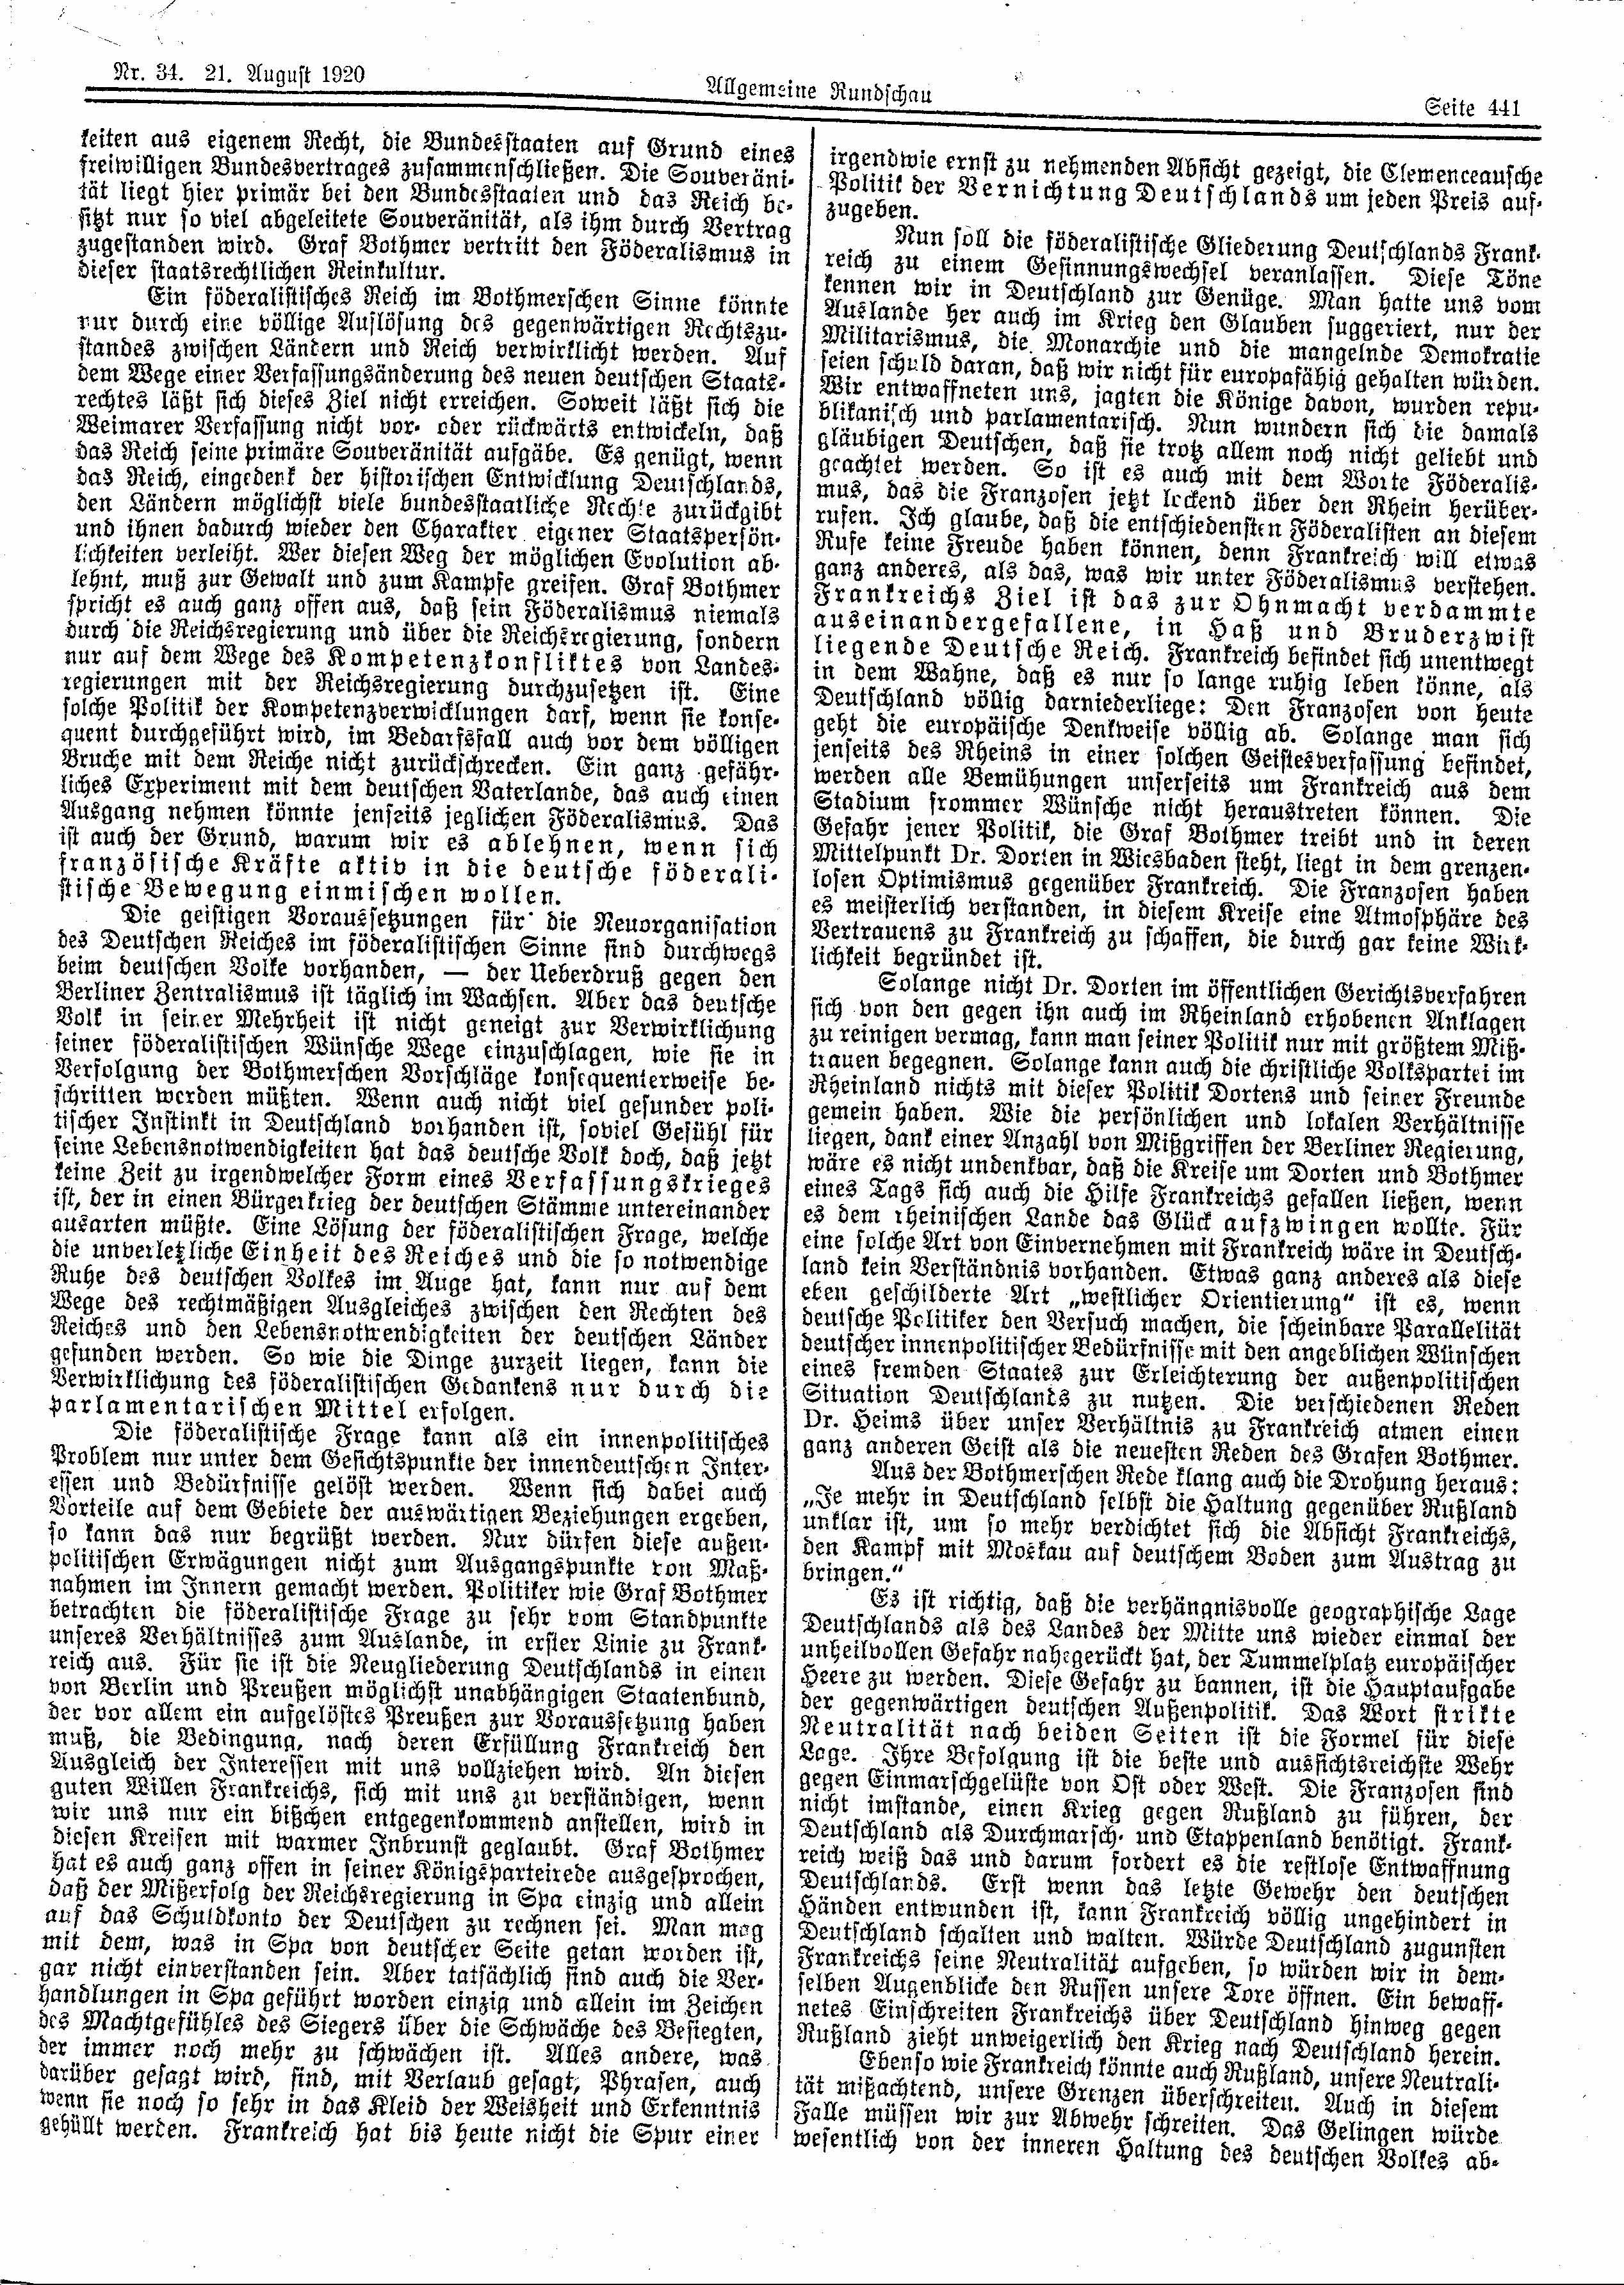 Nr. 34. 21. August 1920
Allgemeine Rundschau
Seite 441
keiten aus eigenem Recht, die Bundesstaaten auf Grund eines
freiwilligen Bundesvertrages zusammenschließen. Die Souveräni-
tät liegt hier primär bei den Bundesstaaten und das Reich be-
sitzt nur so viel abgeleitete Souveränität, als ihm durch Vertrag
zugestanden wird. Graf Bothmer vertritt den Föderalismus in
dieser staatsrechtlichen Reinkultur.
Ein föderalistisches Reich im Bothmerschen Sinne könnte
nur durch eine völlige Auflösung des gegenwärtigen Rechtszu-
standes zwischen Ländern und Reich verwirklicht werden. Auf
dem Wege einer Verfassungsänderung des neuen deutschen Staats-
rechtes läßt sich dieses Ziel nicht erreichen. Soweit läßt sich die
Weimarer Verfassung nicht vor- oder rückwärts entwickeln, daß
das Reich seine primäre Souveränität aufgäbe. Es genügt, wenn
das Reich, eingedenk der historischen Entwicklung Deutschlands,
den Ländern möglichst viele bundesstaatliche Rechte zurückgibt
und ihnen dadurch wieder den Charakter eigener Staatspersön-
lichkeiten verleiht. Wer diesen Weg der möglichen Evolution ab-
lehnt, muß zur Gewalt und zum Kampfe greifen. Graf Bothmer
spricht es auch ganz offen aus, daß sein Föderalismus niemals
durch die Reichsregierung und über die Reichsregierung, sondern
nur auf dem Wege des Kompetenzkonfliktes von Landes-
regierungen mit der Reichsregierung durchzusetzen ist. Eine
solche Politik der Kompetenzverwicklungen darf, wenn sie konse-
quent durchgeführt wird, im Bedarfsfall auch vor dem völligen
Bruche mit dem Reiche nicht zurückschrecken. Ein ganz gefähr-
liches Experiment mit dem deutschen Vaterlande, das auch einen
Ausgang nehmen könnte jenseits jeglichen Föderalismus. Das
ist auch der Grund, warum wir es ablehnen, wenn sich
französische Kräfte aktiv in die deutsche föderali-
stische Bewegung einmischen wollen.
Die geistigen Voraussetzungen für die Neuorganisation
des Deutschen Reiches im föderalistischen Sinne sind durchwegs
beim deutschen Volke vorhanden, — der Ueberdruß gegen den
Berliner Zentralismus ist täglich im Wachsen. Aber das deutsche
Volk in seiner Mehrheit ist nicht geneigt zur Verwirklichung
seiner föderalistischen Wünsche Wege einzuschlagen, wie sie in
Verfolgung der Bothmerschen Vorschläge konsequenterweise be-
schritten werden müßten. Wenn auch nicht viel gesunder poli-
tischer Instinkt in Deutschland vorhanden ist, soviel Gefühl für
seine Lebensnotwendigkeiten hat das deutsche Volk doch, daß jetzt
keine Zeit zu irgendwelcher Form eines Verfassungskrieges
ist, der in einen Bürgerkrieg der deutschen Stämme untereinander
ausarten müßte. Eine Lösung der föderalistischen Frage, welche
die unverletzliche Einheit des Reiches und die so notwendige
Ruhe des deutschen Volkes im Auge hat, kann nur auf dem
Wege des rechtmäßigen Ausgleiches zwischen den Rechten des
Reiches und den Lebensnotwendigkeiten der deutschen Länder
gefunden werden. So wie die Dinge zurzeit liegen, kann die
Verwirklichung des föderalistischen Gedankens nur durch die
parlamentarischen Mittel erfolgen.
Die föderalistische Frage kann als ein innenpolitisches
Problem nur unter dem Gesichtspunkte der innendeutschen Inter-
essen und Bedürfnisse gelöst werden. Wenn sich dabei auch
Vorteile auf dem Gebiete der auswärtigen Beziehungen ergeben,
so kann das nur begrüßt werden. Nur dürfen diese außen-
politischen Erwägungen nicht zum Ausgangspunkte von Maß-
nahmen im Innern gemacht werden. Politiker wie Graf Bothmer
betrachten die föderalistische Frage zu sehr vom Standpunkte
unseres Verhältnisses zum Auslande, in erster Linie zu Frank-
reich aus. Für sie ist die Neugliederung Deutschlands in einen
von Berlin und Preußen möglichst unabhängigen Staatenbund,
der vor allem ein aufgelöstes Preußen zur Voraussetzung haben
muß, die Bedingung, nach deren Erfüllung Frankreich den
Ausgleich der Interessen mit uns vollziehen wird. An diesen
guten Willen Frankreichs, sich mit uns zu verständigen, wenn
wir uns nur ein bißchen entgegenkommend anstellen, wird in
diesen Kreisen mit warmer Inbrunst geglaubt. Graf Bothmer
hat es auch ganz offen in seiner Königsparteirede ausgesprochen,
daß der Mißerfolg der Reichsregierung in Spa einzig und allein
auf das Schuldkonto der Deutschen zu rechnen sei. Man mag
mit dem, was in Spa von deutscher Seite getan worden ist,
gar nicht einverstanden sein. Aber tatsächlich sind auch die Ver-
handlungen in Spa geführt worden einzig und allein im Zeichen
des Machtgefühles des Siegers über die Schwäche des Besiegten,
der immer noch mehr zu schwächen ist. Alles andere, was
darüber gesagt wird, sind, mit Verlaub gesagt, Phrasen, auch
wenn sie noch so sehr in das Kleid der Weisheit und Erkenntnis
gehüllt werden. Frankreich hat bis heute nicht die Spur einer
irgendwie ernst zu nehmenden Absicht gezeigt, die Clemenceausche
Politik der Vernichtung Deutschlands um jeden Preis auf-
zugeben.
Nun soll die föderalistische Gliederung Deutschlands Frank-
reich zu einem Gesinnungswechsel veranlassen. Diese Töne
kennen wir in Deutschland zur Genüge. Man hatte uns vom
Auslande her auch im Krieg den Glauben suggeriert, nur der
Militarismus, die Monarchie und die mangelnde Demokratie
seien schuld daran, daß wir nicht für europafähig gehalten würden.
Wir entwaffneten uns, jagten die Könige davon, wurden repu-
blikanisch und parlamentarisch. Nun wundern sich die damals
gläubigen Deutschen, daß sie trotz allem noch nicht geliebt und
geachtet werden. So ist es auch mit dem Worte Föderalis-
mus, das die Franzosen jetzt lockend über den Rhein herüber-
rufen. Ich glaube, daß die entschiedensten Föderalisten an diesem
Rufe keine Freude haben können, denn Frankreich will etwas
ganz anderes, als das, was wir unter Föderalismus verstehen.
Frankreichs Ziel ist das zur Ohnmacht verdammte
auseinandergefallene, in Haß und Bruderzwist
liegende Deutsche Reich. Frankreich befindet sich unentwegt
in dem Wahne, daß es nur so lange ruhig leben könne, als
Deutschland völlig darniederliege: Den Franzosen von heute
geht die europäische Denkweise völlig ab. Solange man sich
jenseits des Rheins in einer solchen Geistesverfassung befindet,
werden alle Bemühungen unserseits um Frankreich aus dem
Stadium frommer Wünsche nicht heraustreten können. Die
Gefahr jener Politik, die Graf Bothmer treibt und in deren
Mittelpunkt Dr. Dorten in Wiesbaden steht, liegt in dem grenzen-
losen Optimismus gegenüber Frankreich. Die Franzosen haben
es meisterlich verstanden, in diesem Kreise eine Atmosphäre des
Vertrauens zu Frankreich zu schaffen, die durch gar keine Wirk-
lichkeit begründet ist.
Solange nicht Dr. Dorten im öffentlichen Gerichtsverfahren
sich von den gegen ihn auch im Rheinland erhobenen Anklagen
zu reinigen vermag, kann man seiner Politik nur mit größtem Miß-
trauen begegnen. Solange kann auch die christliche Volkspartei im
Rheinland nichts mit dieser Politik Dortens und seiner Freunde
gemein haben. Wie die persönlichen und lokalen Verhältnisse
liegen, dank einer Anzahl von Mißgriffen der Berliner Regierung,
wäre es nicht undenkbar, daß die Kreise um Dorten und Bothmer
eines Tags sich auch die Hilfe Frankreichs gefallen ließen, wenn
es dem rheinischen Lande das Glück aufzwingen wollte. Für
eine solche Art von Einvernehmen mit Frankreich wäre in Deutsch-
land kein Verständnis vorhanden. Etwas ganz anderes als diese
eben geschilderte Art „westlicher Orientierung“ ist es, wenn
deutsche Politiker den Versuch machen, die scheinbare Parallelität
deutscher innenpolitischer Bedürfnisse mit den angeblichen Wünschen
eines fremden Staates zur Erleichterung der außenpolitischen
Situation Deutschlands zu nutzen. Die verschiedenen Reden
Dr. Heims über unser Verhältnis zu Frankreich atmen einen
ganz anderen Geist als die neuesten Reden des Grafen Bothmer.
Aus der Bothmerschen Rede klang auch die Drohung heraus:
„Je mehr in Deutschland selbst die Haltung gegenüber Rußland
unklar ist, um so mehr verdichtet sich die Absicht Frankreichs,
den Kampf mit Moskau auf deutschem Boden zum Austrag zu
bringen.“
Es ist richtig, daß die verhängnisvolle geographische Lage
Deutschlands als des Landes der Mitte uns wieder einmal der
unheilvollen Gefahr nahegerückt hat, der Tummelplatz europäischer
Heere zu werden. Diese Gefahr zu bannen, ist die Hauptaufgabe
der gegenwärtigen deutschen Außenpolitik. Das Wort strikte
Neutralität nach beiden Seiten ist die Formel für diese
Lage. Ihre Befolgung ist die beste und aussichtsreichste Wehr
gegen Einmarschgelüste von Ost oder West. Die Franzosen sind
nicht imstande, einen Krieg gegen Rußland zu führen, der
Deutschland als Durchmarsch- und Etappenland benötigt. Frank-
reich weiß das und darum fordert es die restlose Entwaffnung
Deutschlands. Erst wenn das letzte Gewehr den deutschen
Händen entwunden ist, kann Frankreich völlig ungehindert in
Deutschland schalten und walten. Würde Deutschland zugunsten
Frankreichs seine Neutralität aufgeben, so würden wir in dem-
selben Augenblicke den Russen unsere Tore öffnen. Ein bewaff-
netes Einschreiten Frankreichs über Deutschland hinweg gegen
Rußland zieht unweigerlich den Krieg nach Deutschland herein.
Ebenso wie Frankreich könnte auch Rußland, unsere Neutrali-
tät mißachtend, unsere Grenzen überschreiten. Auch in diesem
Falle müssen wir zur Abwehr schreiten. Das Gelingen würde
wesentlich von der inneren Haltung des deutschen Volkes ab-